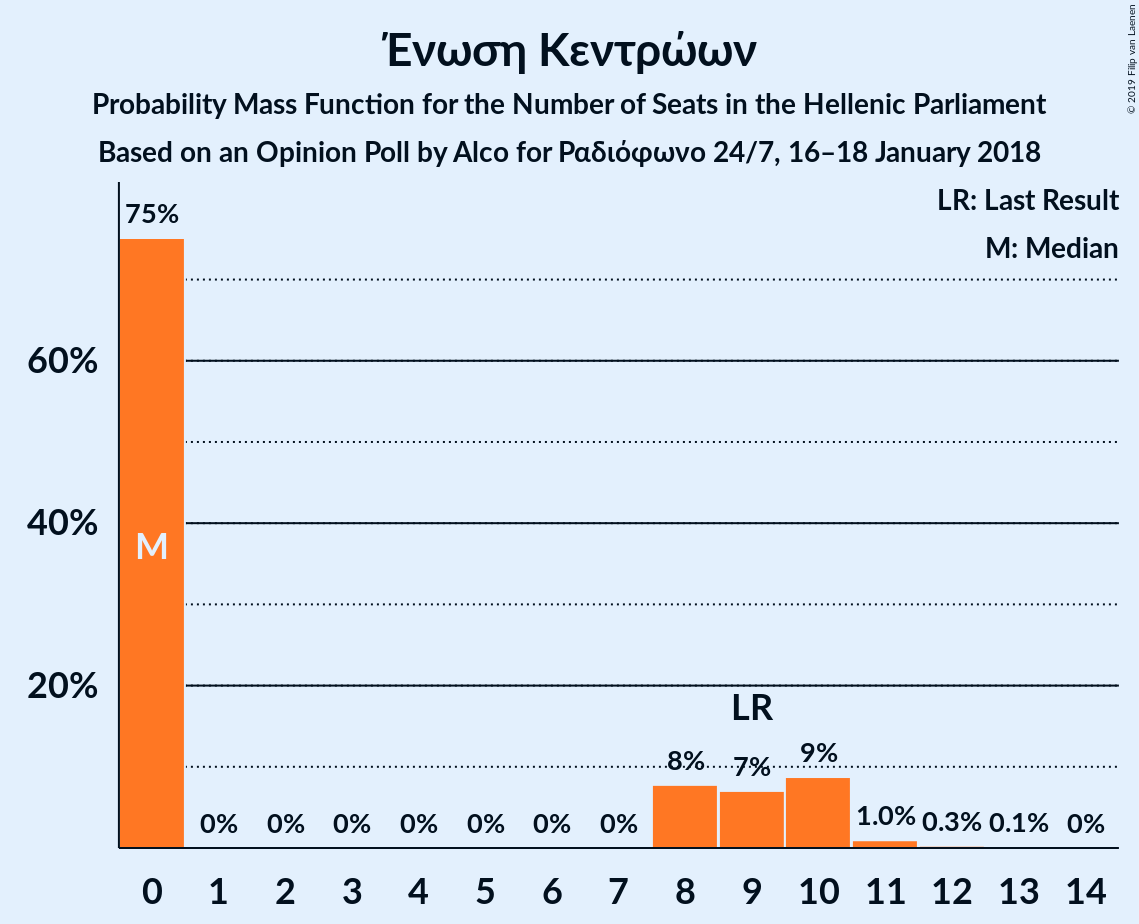 Ένωση Κεντρώων
Probability Mass Function for the Number of Seats in the Hellenic Parliament
Based on an Opinion Poll by Alco for Ραδιόφωνο 24/7, 16–18 January 2018
© 2019 Filip van Laenen
LR: Last Result
M: Median
75%
60%
40%
M
20%
LR
8% 7% 9%
0% 0% 0% 0% 0% 0% 0% 1.0% 0.3% 0.1% 0%
0 1 2 3 4 5 6 7 8 9 10 11 12 13 14